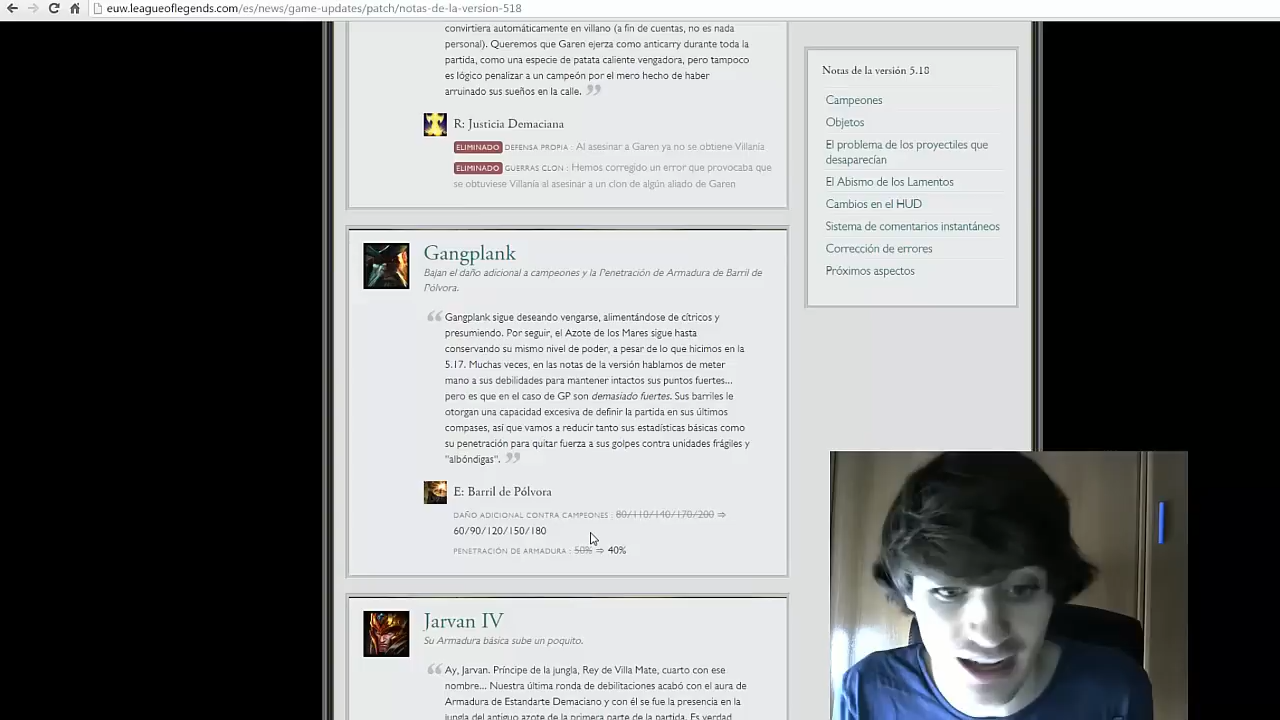 euw.leagueoflegends.com/es/news/game-updates/patch/notas-de-la-version-518
convirtiera automáticamente en villano (a fin de cuentas, no es nada
personal). Queremos que Garen ejerza como anticarry durante toda la
partida, como una especie de patata caliente vengadora, pero tampoco
es lógico penalizar a un campeón por el mero hecho de haber
arruinado sus sueños en la calle. ”
R: Justicia Demaciana
ELIMINADO DEFENSA PROPIA : Al asesinar a Garen ya no se obtiene Villanía
ELIMINADO GUERRAS CLON : Hemos corregido un error que provocaba que
se obtuviese Villanía al asesinar a un clon de algún aliado de Garen
Gangplank
Bajan el daño adicional a campeones y la Penetración de Armadura de Barril de
Pólvora.
“ Gangplank sigue deseando vengarse, alimentándose de cítricos y
presumiendo. Por seguir, el Azote de los Mares sigue hasta
conservando su mismo nivel de poder, a pesar de lo que hicimos en la
5.17. Muchas veces, en las notas de la versión hablamos de meter
mano a sus debilidades para mantener intactos sus puntos fuertes...
pero es que en el caso de GP son demasiado fuertes. Sus barriles le
otorgan una capacidad excesiva de definir la partida en sus últimos
compases, así que vamos a reducir tanto sus estadísticas básicas como
su penetración para quitar fuerza a sus golpes contra unidades frágiles y
"albóndigas". ”
E: Barril de Pólvora
DAÑO ADICIONAL CONTRA CAMPEONES : 80/110/140/170/200 ⇒
60/90/120/150/180
PENETRACIÓN DE ARMADURA : 50% ⇒ 40%
Jarvan IV
Su Armadura básica sube un poquito.
“ Ay, Jarvan. Príncipe de la jungla, Rey de Villa Mate, cuarto con ese
nombre... Nuestra última ronda de debilitaciones acabó con el aura de
Armadura de Estandarte Demaciano y con él se fue la presencia en la
jungla del antiguo azote de la primera parte de la partida. Es verdad
Notas de la versión 5.18
Campeones
Objetos
El problema de los proyectiles que
desaparecían
El Abismo de los Lamentos
Cambios en el HUD
Sistema de comentarios instantáneos
Corrección de errores
Próximos aspectos